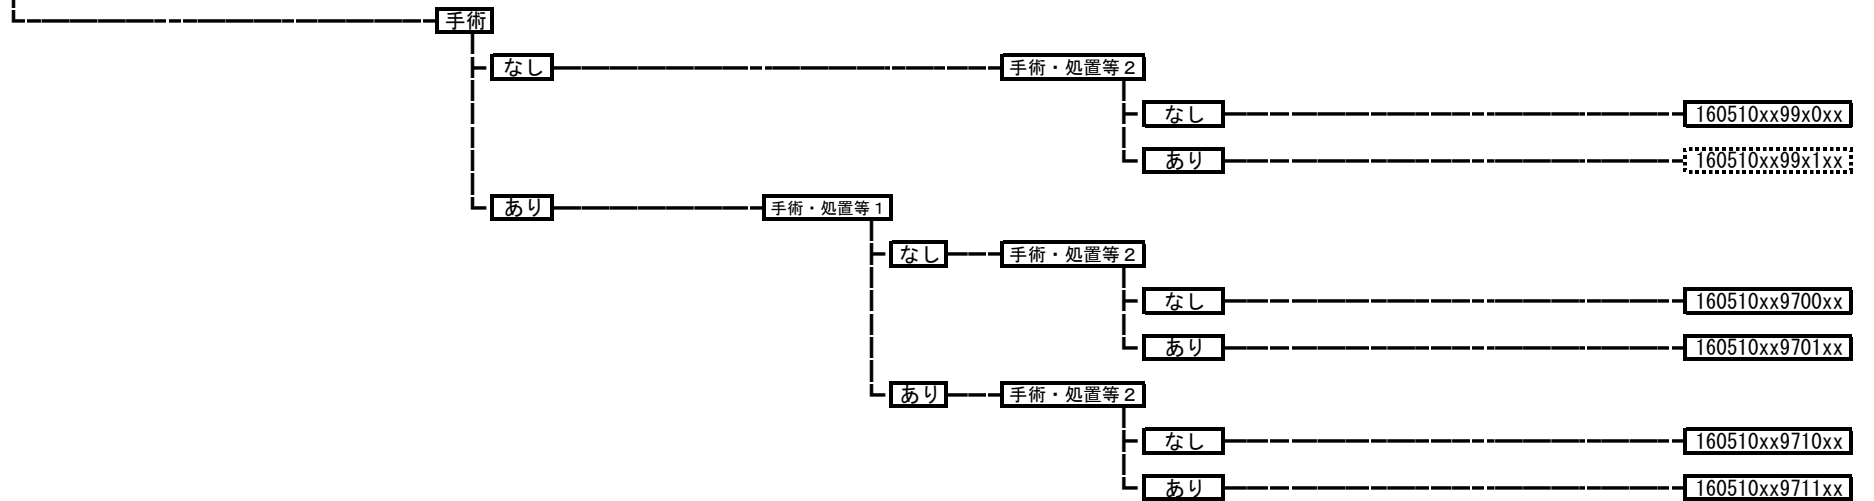 手術
なし 手術・処置等２
なし 160510xx99x0xx
あり 160510xx99x1xx
あり 手術・処置等１
なし 手術・処置等２
なし 160510xx9700xx
あり 160510xx9701xx
あり 手術・処置等２
なし 160510xx9710xx
あり 160510xx9711xx